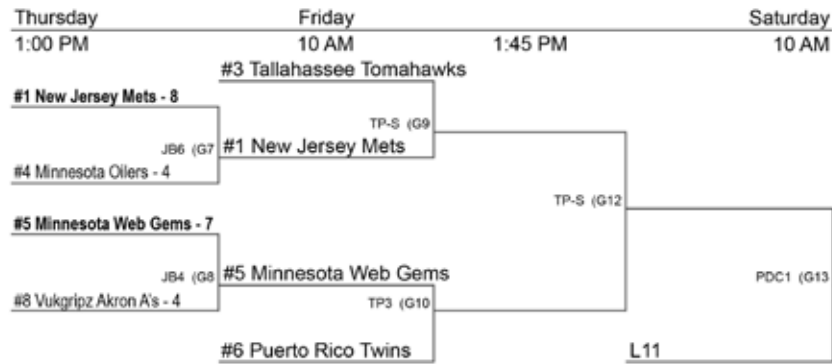 Thursday Friday Saturday
1:00 PM 10 AM 1:45 PM 10 AM
#3 Tallahassee Tomahawks
#1 New Jersey Mets - 8
TP-S (G9
JB6 (G7 #1 New Jersey Mets
#4 Minnesota Oilers - 4
TP-S (G12
#5 Minnesota Web Gems - 7
JB4 (G8 #5 Minnesota Web Gems PDC1 (G13
#8 Vukgripz Akron A's - 4 TP3 (G10
#6 Puerto Rico Twins L11